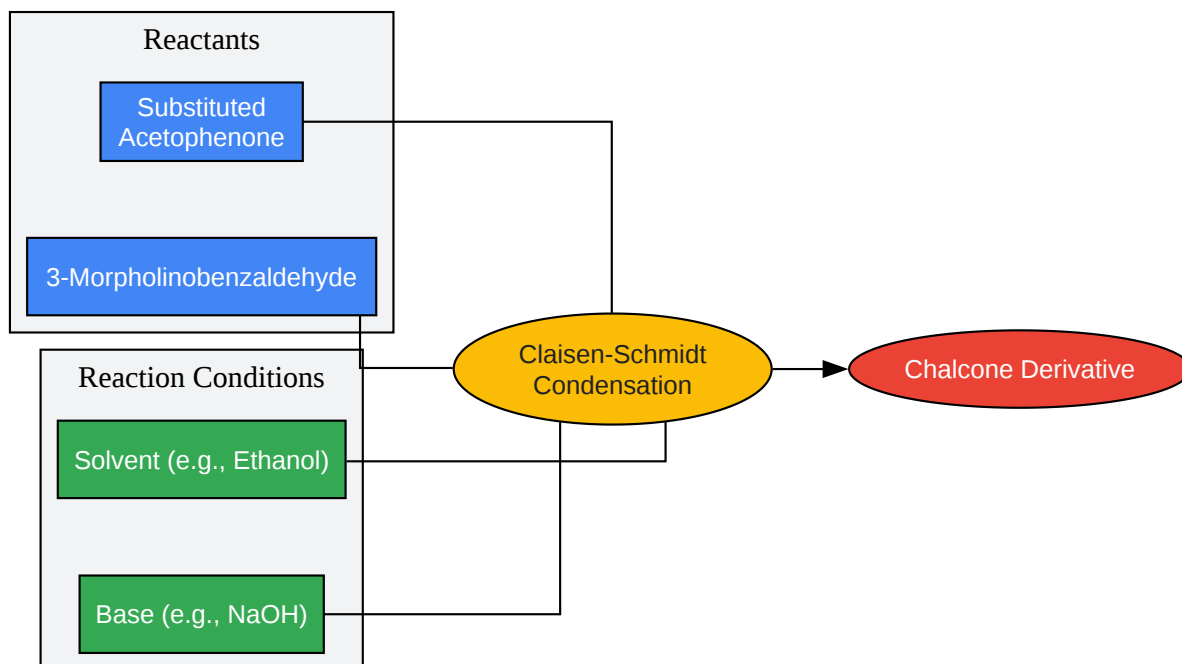 Reactants
Substituted
Acetophenone
3-Morpholinobenzaldehyde
Claisen-Schmidt
Condensation
Chalcone Derivative
Reaction Conditions
Solvent (e.g., Ethanol)
Base (e.g., NaOH)